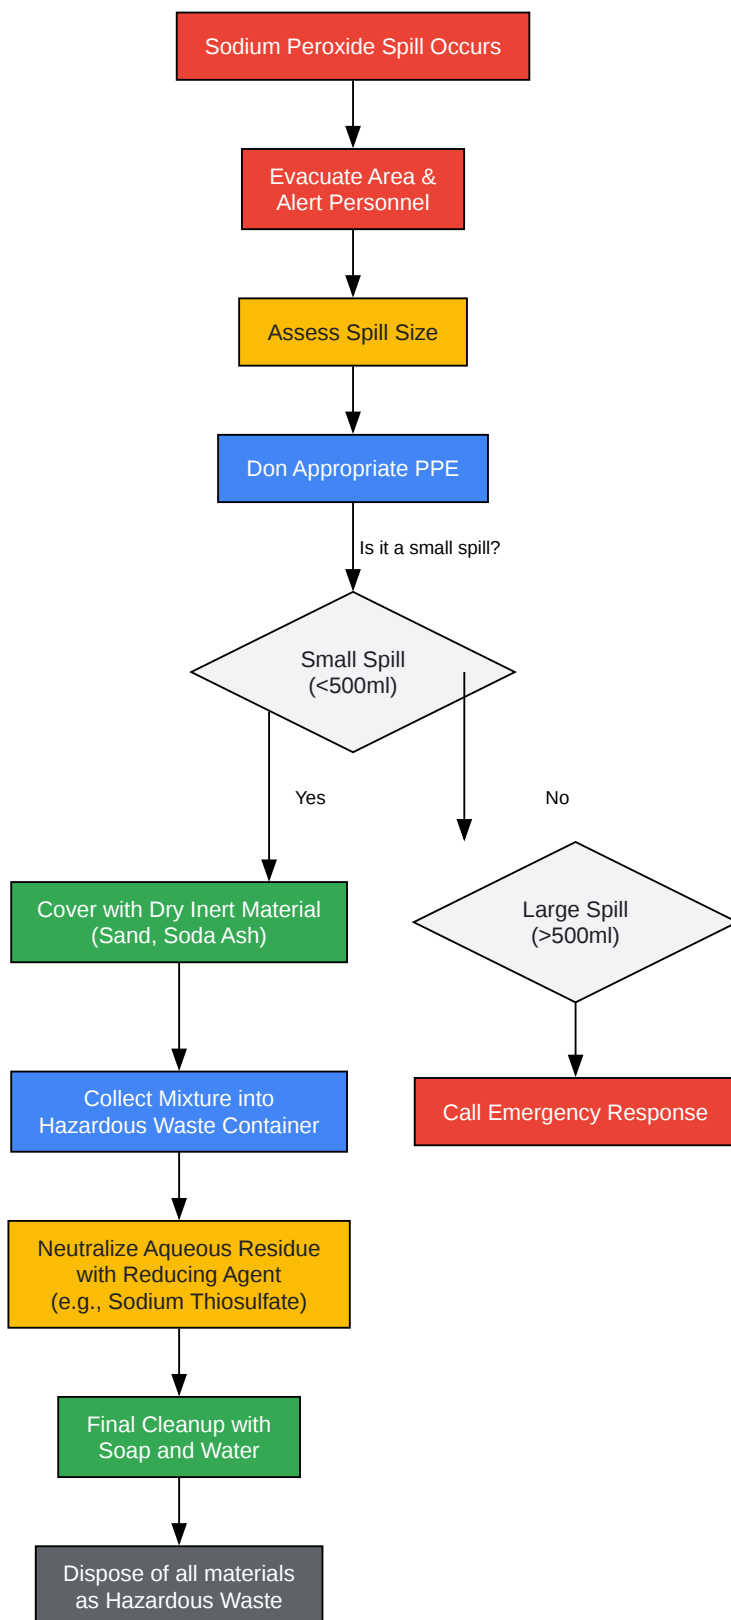 Sodium Peroxide Spill Occurs
Evacuate Area &
Alert Personnel
Assess Spill Size
Don Appropriate PPE
Is it a small spill?
Small Spill
(<500ml)
Yes
No
Cover with Dry Inert Material
(Sand, Soda Ash)
Large Spill
(>500ml)
Collect Mixture into
Hazardous Waste Container
Call Emergency Response
Neutralize Aqueous Residue
with Reducing Agent
(e.g., Sodium Thiosulfate)
Final Cleanup with
Soap and Water
Dispose of all materials
as Hazardous Waste